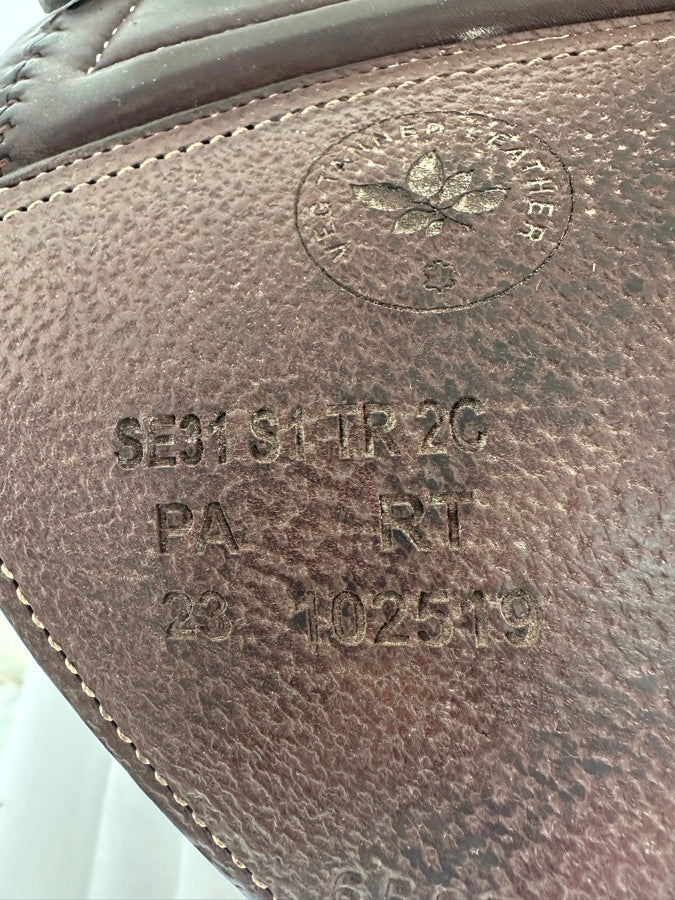 VEG TANNED LEATHER
SE31 S1 TR 2G
PA RT
23 102519